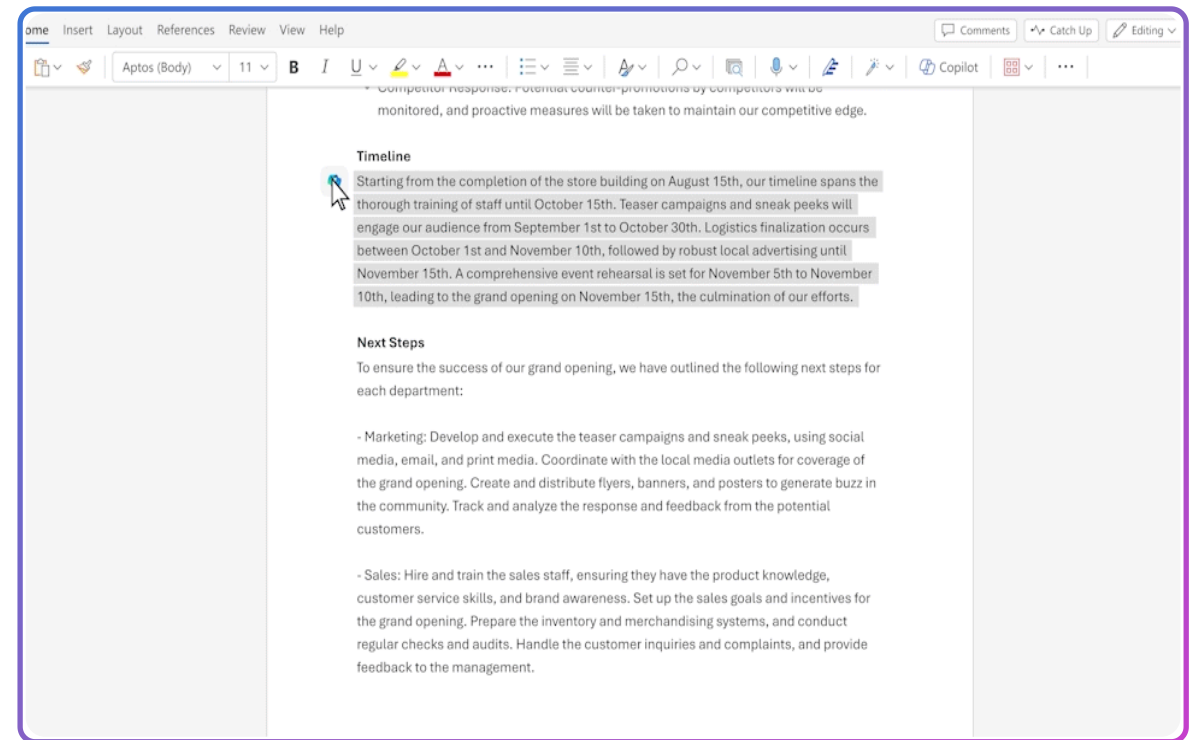 ome Insert Layout References Review View Help Comments Catch Up Editing
Aptos (Body) 11 B I U A A Copilot
Competitor Response: Potential counter-promotions by competitors will be
monitored, and proactive measures will be taken to maintain our competitive edge.
Timeline
Starting from the completion of the store building on August 15th, our timeline spans the
thorough training of staff until October 15th. Teaser campaigns and sneak peeks will
engage our audience from September 1st to October 30th. Logistics finalization occurs
between October 1st and November 10th, followed by robust local advertising until
November 15th. A comprehensive event rehearsal is set for November 5th to November
10th, leading to the grand opening on November 15th, the culmination of our efforts.
Next Steps
To ensure the success of our grand opening, we have outlined the following next steps for
each department:
- Marketing: Develop and execute the teaser campaigns and sneak peeks, using social
media, email, and print media. Coordinate with the local media outlets for coverage of
the grand opening. Create and distribute flyers, banners, and posters to generate buzz in
the community. Track and analyze the response and feedback from the potential
customers.
- Sales: Hire and train the sales staff, ensuring they have the product knowledge,
customer service skills, and brand awareness. Set up the sales goals and incentives for
the grand opening. Prepare the inventory and merchandising systems, and conduct
regular checks and audits. Handle the customer inquiries and complaints, and provide
feedback to the management.